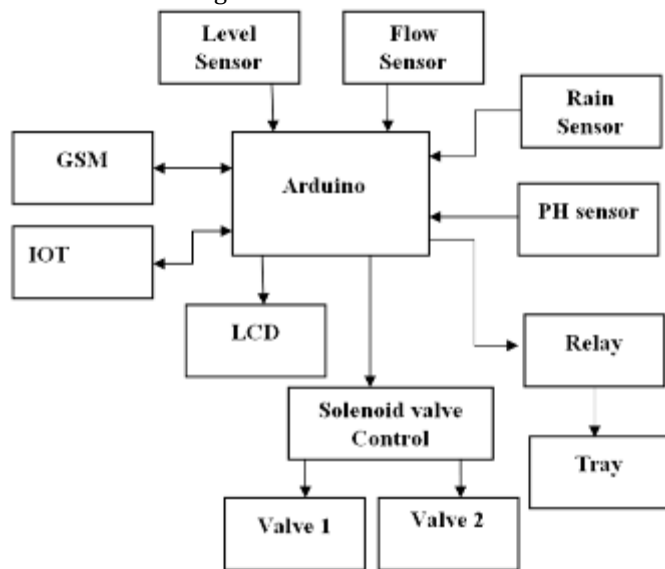 Level
Sensor
Flow
Sensor
Rain
Sensor
GSM
Arduino
PH sensor
IOT
LCD
Relay
Solenoid valve
Control
Tray
Valve 1
Valve 2